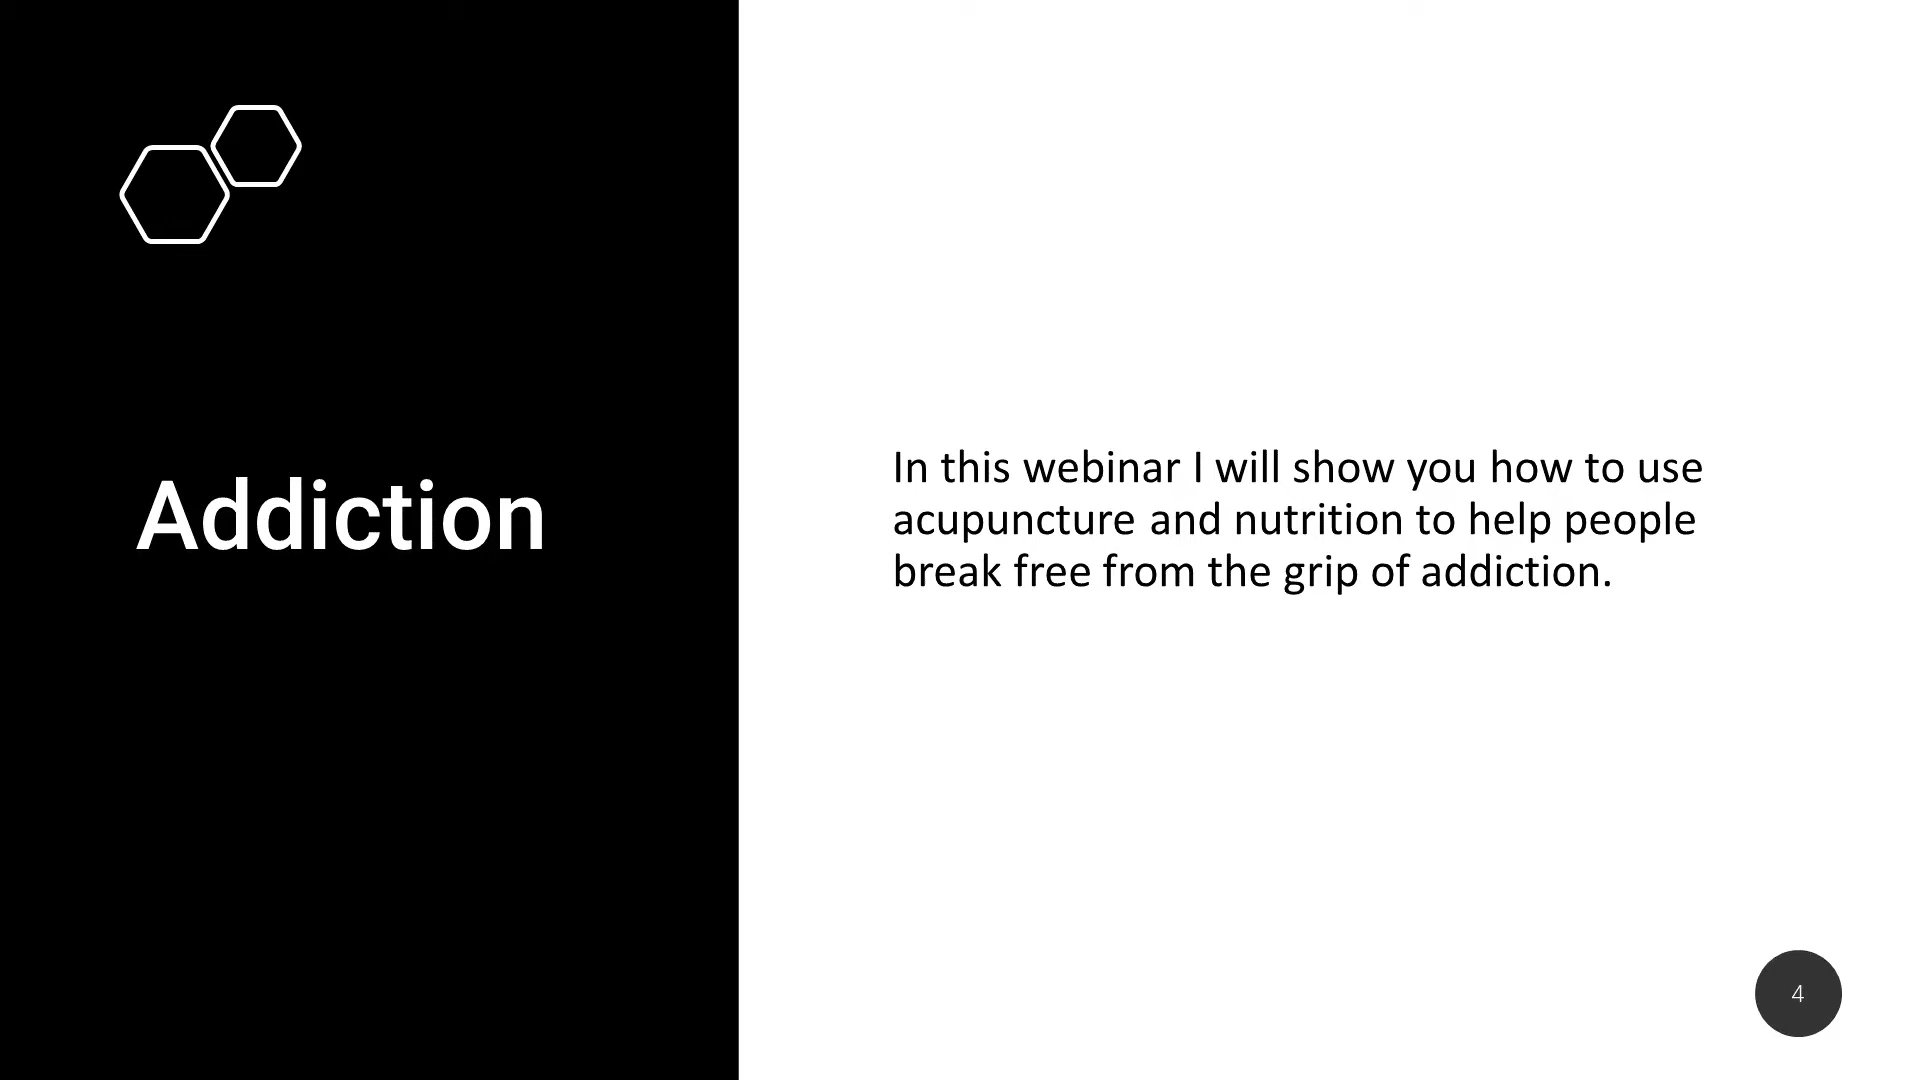 Addiction
In this webinar I will show you how to use
acupuncture and nutrition to help people
break free from the grip of addiction.
4